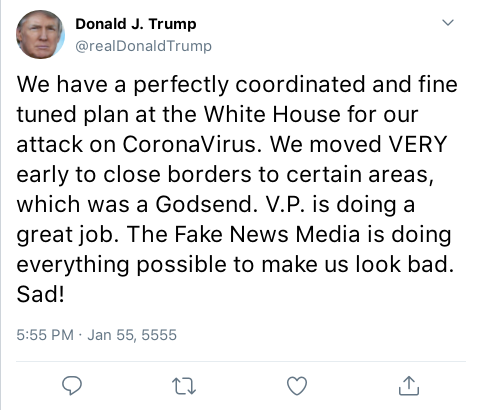 Donald J. Trump
@realDonaldTrump
We have a perfectly coordinated and fine
tuned plan at the White House for our
attack on CoronaVirus. We moved VERY
early to close borders to certain areas,
which was a Godsend. V.P. is doing a
great job. The Fake News Media is doing
everything possible to make us look bad.
Sad!
5:55 PM · Jan 55, 5555